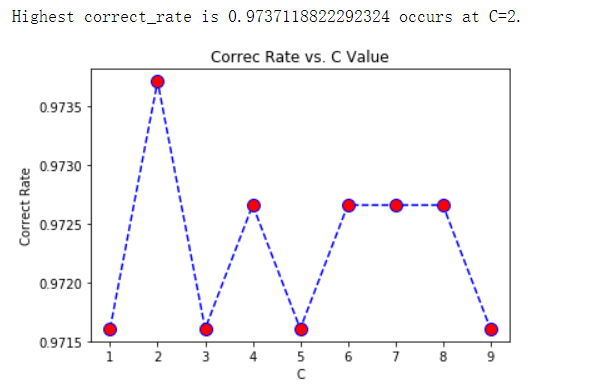 Highest correct_rate is 0.9737118822292324 occurs at C=2.
Correc Rate vs. C Value
Correct Rate
0.9735
0.9730
0.9725
0.9720
0.9715
1 2 3 4 5 6 7 8 9
C